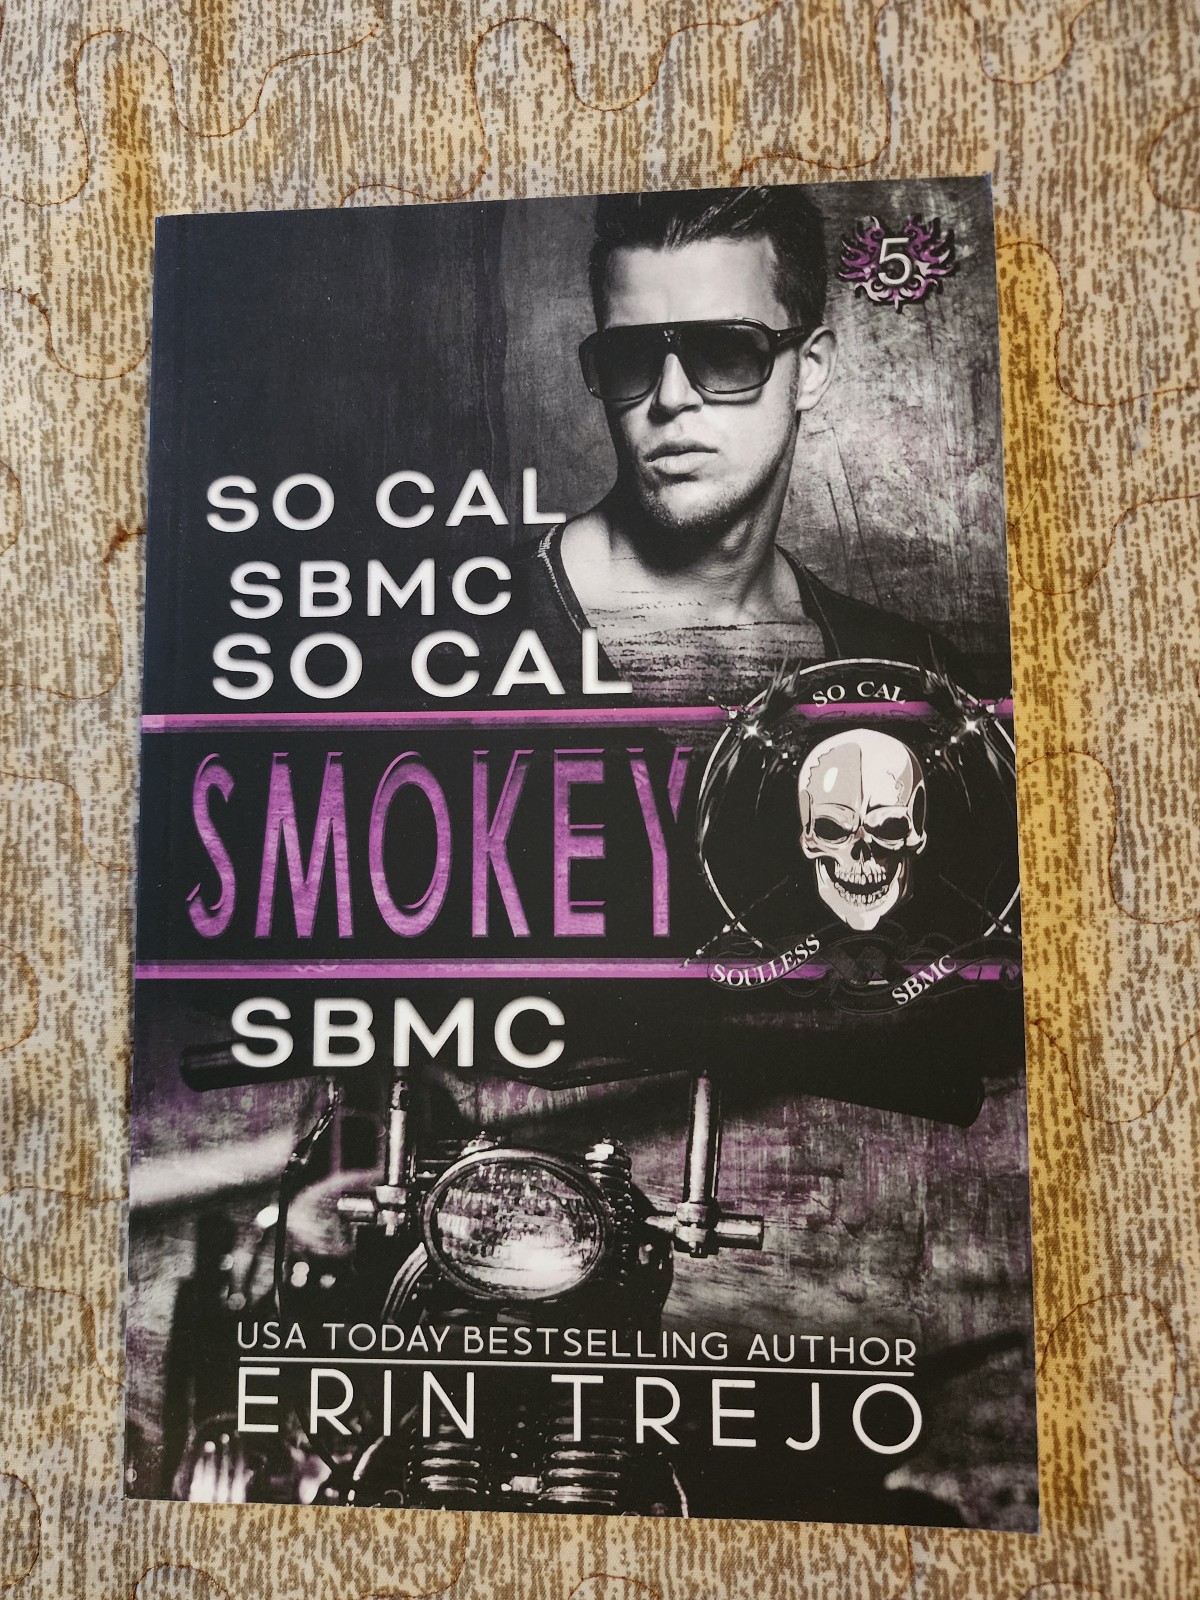 5
SO CAL
SBMC
SO CAL
SO CAL
SMOKEY
SOULLESS SBMC
SBMC
USA TODAY BESTSELLING AUTHOR
ERIN TREJO